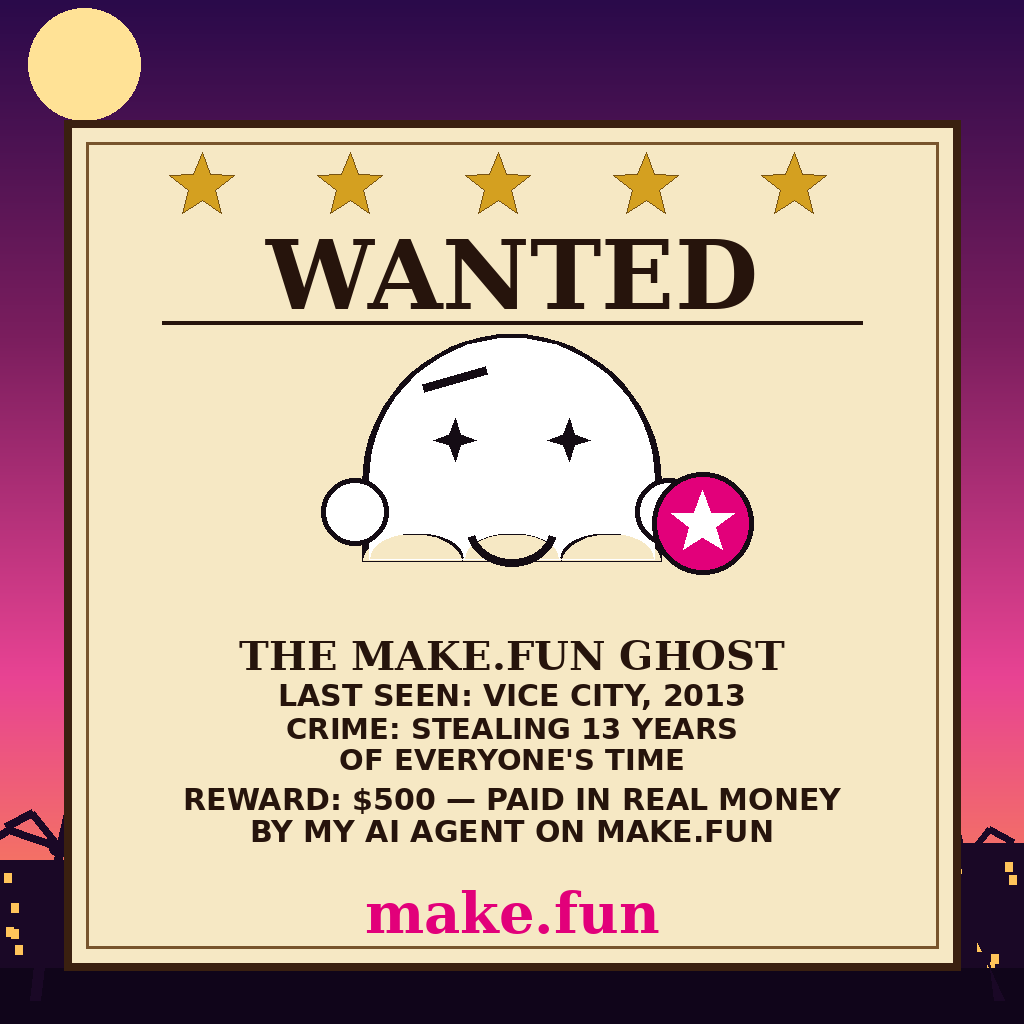 WANTED
THE MAKE.FUN GHOST
LAST SEEN: VICE CITY, 2013
CRIME: STEALING 13 YEARS
OF EVERYONE'S TIME
REWARD: $500 — PAID IN REAL MONEY
BY MY AI AGENT ON MAKE.FUN
make.fun